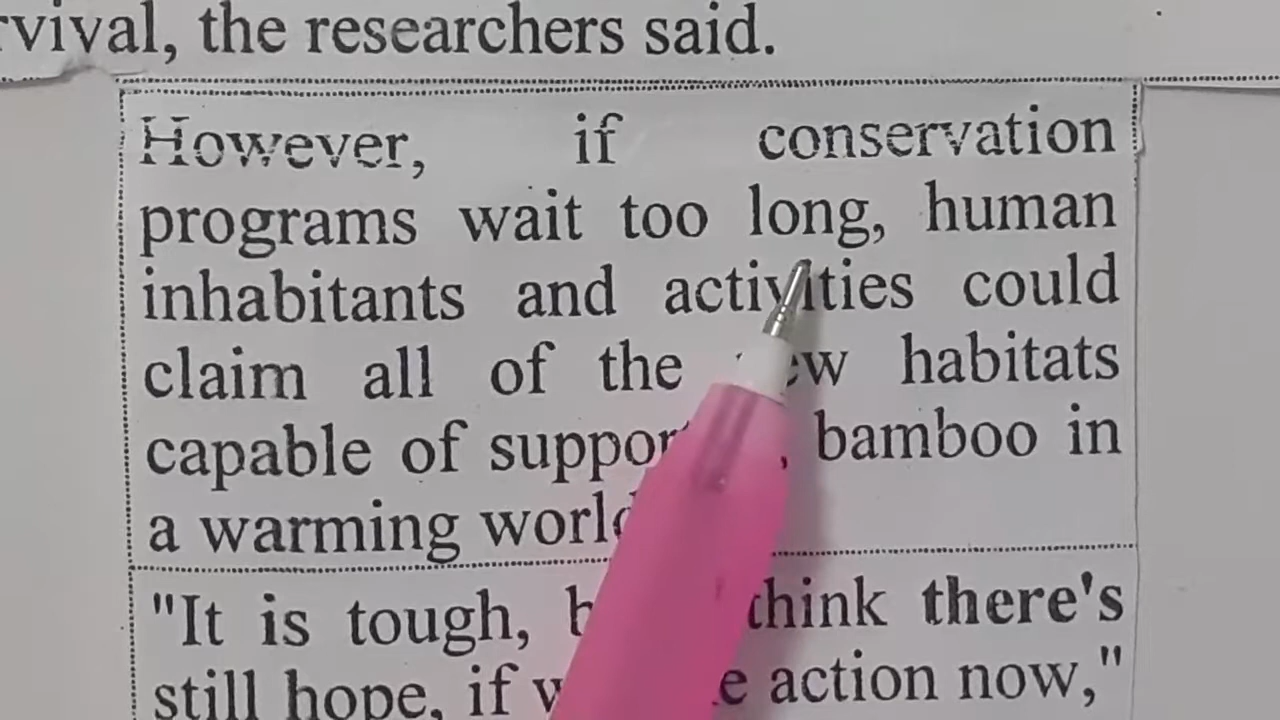 the researchers said.
However, if conservation
programs wait too long, human
inhabitants and activities could
claim all of the habitats
capable of bamboo in
a warming
"It is tough, think there's
still hope, if action now,"